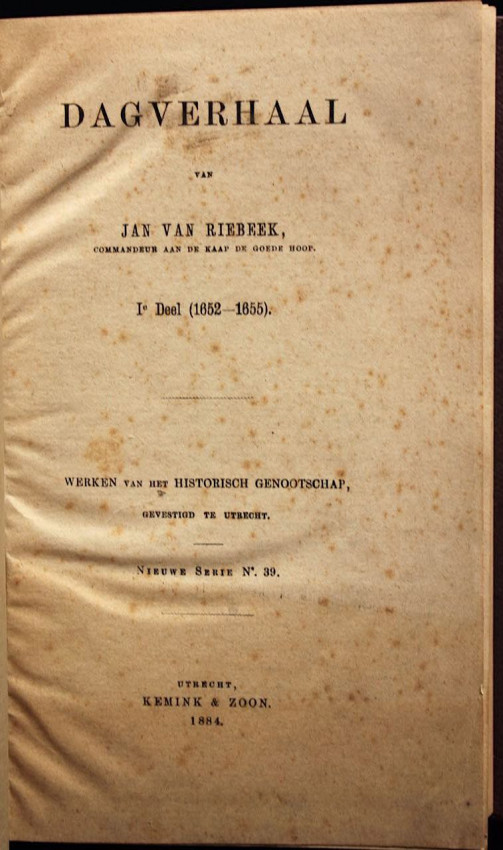 DAGVERHAAL
VAN
JAN VAN RIEBEEK,
COMMANDEUR AAN DE KAAP DE GOEDE HOOP.
Ie Deel (1652—1655).
WERKEN VAN HET HISTORISCH GENOOTSCHAP,
GEVESTIGD TE UTRECHT.
NIEUWE SERIE N°. 39.
UTRECHT,
KEMINK & ZOON.
1884.